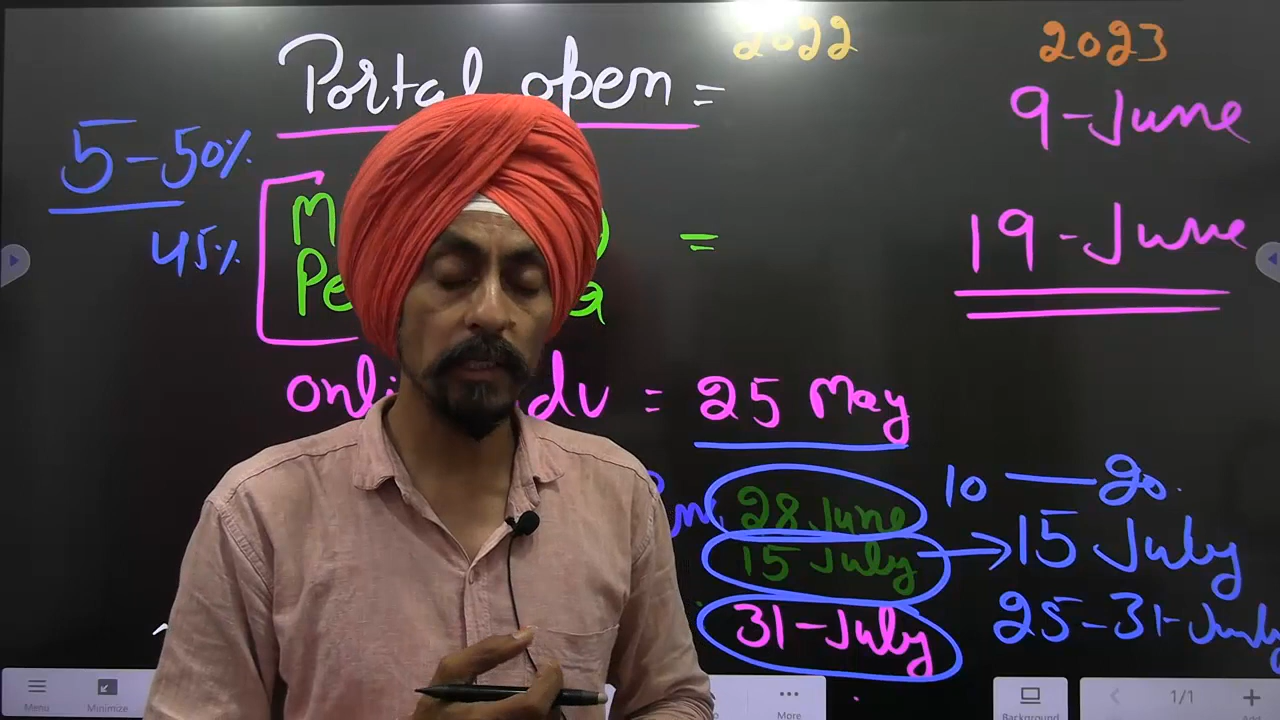 2022 2023
Portal open = 9-June
5-50%
45% = 19-June
= 25 May
28 June 10 — 20
15 July → 15 July
31-July 25-31-July
Menu Minimize More Background 1/1